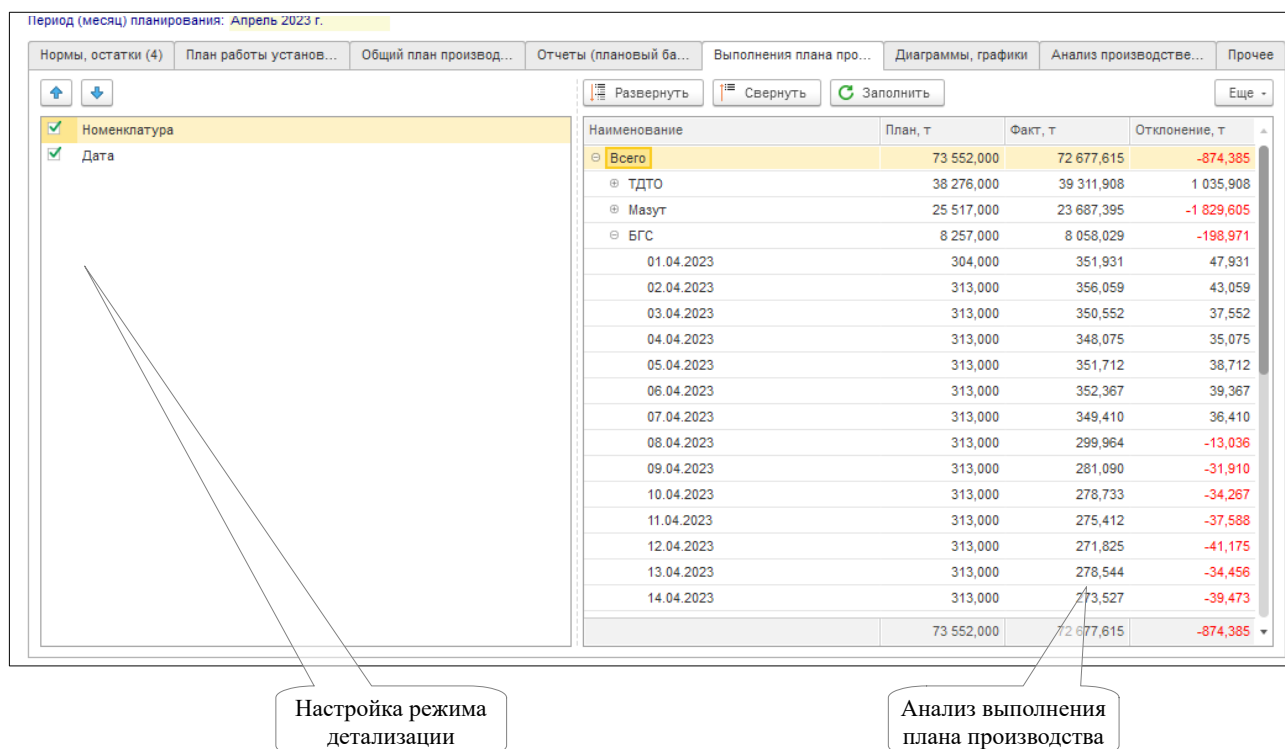 Период (месяц) планирования: Апрель 2023 г.
Нормы, остатки (4) План работы установ... Общий план производ... Отчеты (плановый ба... Выполнения плана про... Диаграммы, графики Анализ производстве... Прочее
Развернуть Свернуть Заполнить Еще
Номенклатура
Дата
Наименование План, т Факт, т Отклонение, т
Всего 73 552,000 72 677,615 -874,385
ТДТО 38 276,000 39 311,908 1 035,908
Мазут 25 517,000 23 687,395 -1 829,605
БГС 8 257,000 8 058,029 -198,971
01.04.2023 304,000 351,931 47,931
02.04.2023 313,000 356,059 43,059
03.04.2023 313,000 350,552 37,552
04.04.2023 313,000 348,075 35,075
05.04.2023 313,000 351,712 38,712
06.04.2023 313,000 352,367 39,367
07.04.2023 313,000 349,410 36,410
08.04.2023 313,000 299,964 -13,036
09.04.2023 313,000 281,090 -31,910
10.04.2023 313,000 278,733 -34,267
11.04.2023 313,000 275,412 -37,588
12.04.2023 313,000 271,825 -41,175
13.04.2023 313,000 278,544 -34,456
14.04.2023 313,000 273,527 -39,473
73 552,000 72 677,615 -874,385
Настройка режима
детализации
Анализ выполнения
плана производства